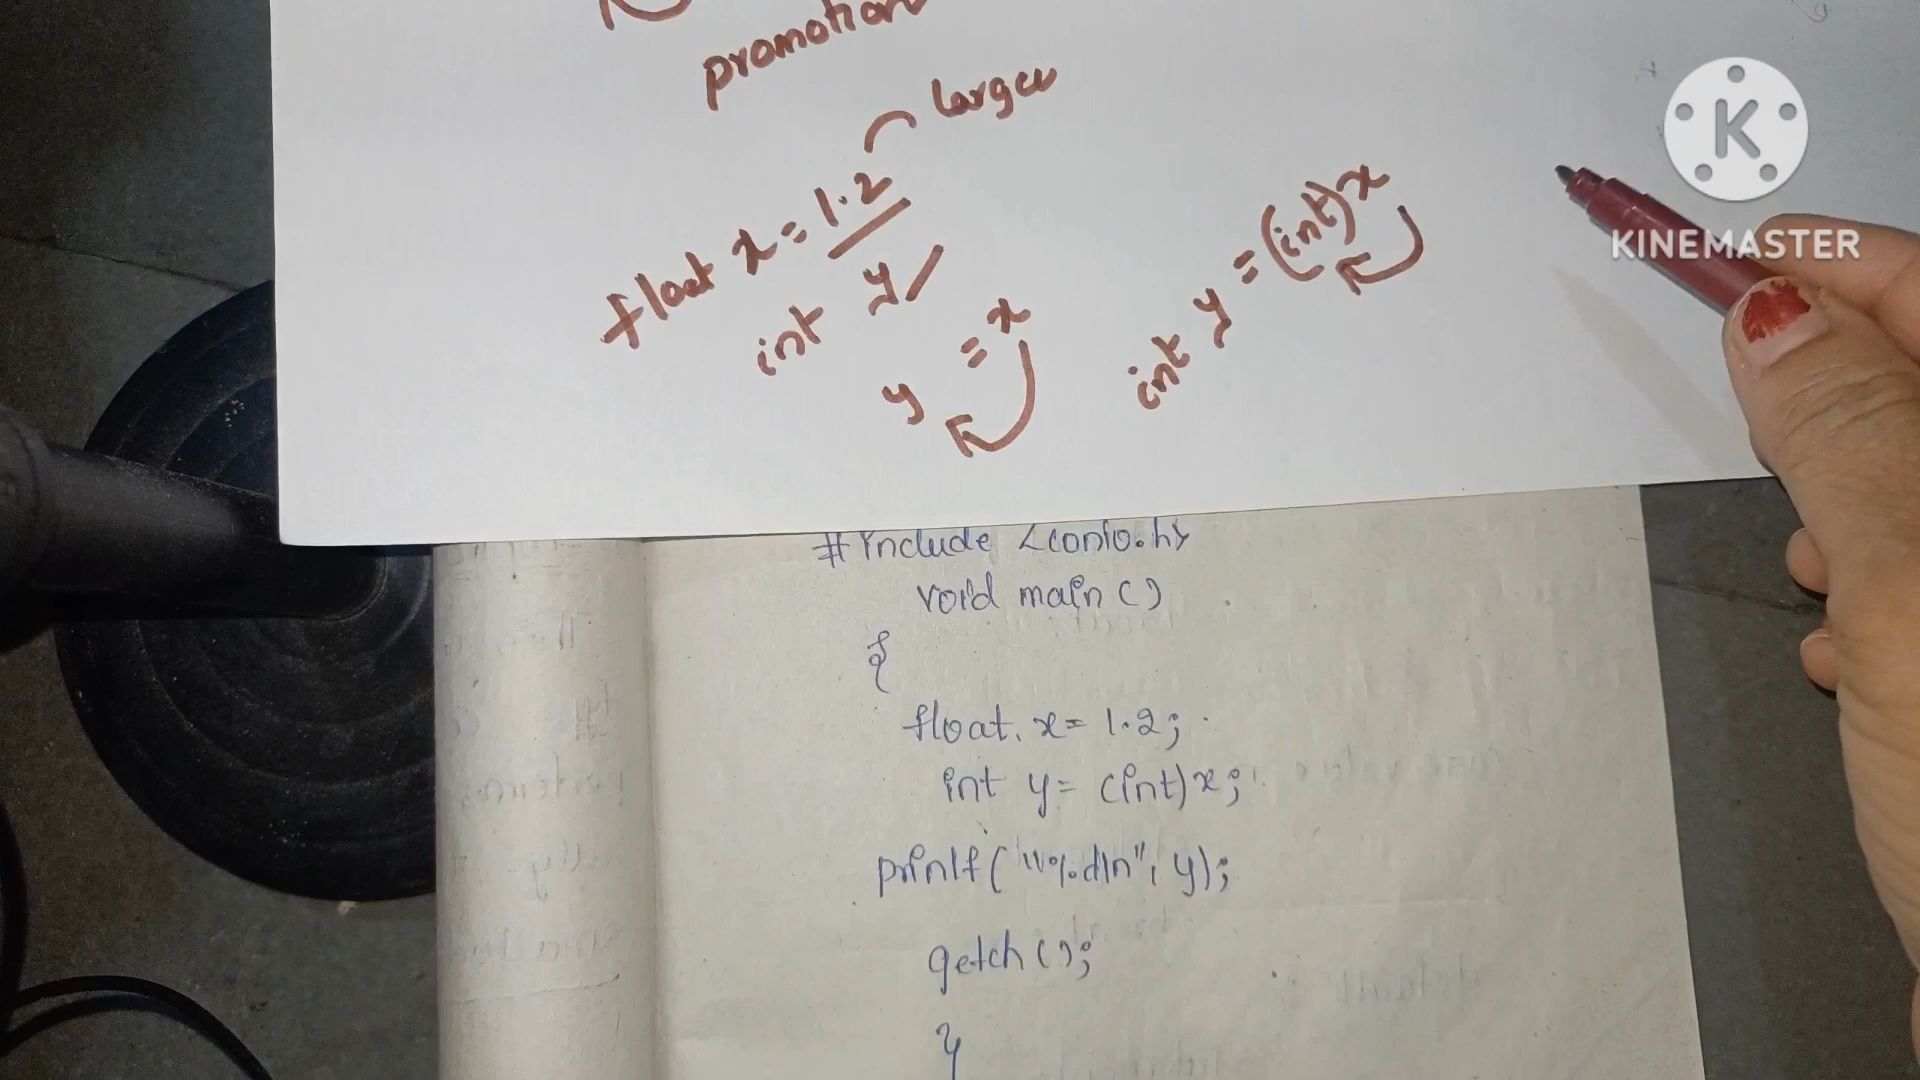 promotion
larger
float x = 1.2
int y
y = x
int y = (int)x
K
KINEMASTER
#include <conio.h>
void main()
{
float x = 1.2;
int y = (int)x;
printf("%d\n", y);
getch();
}